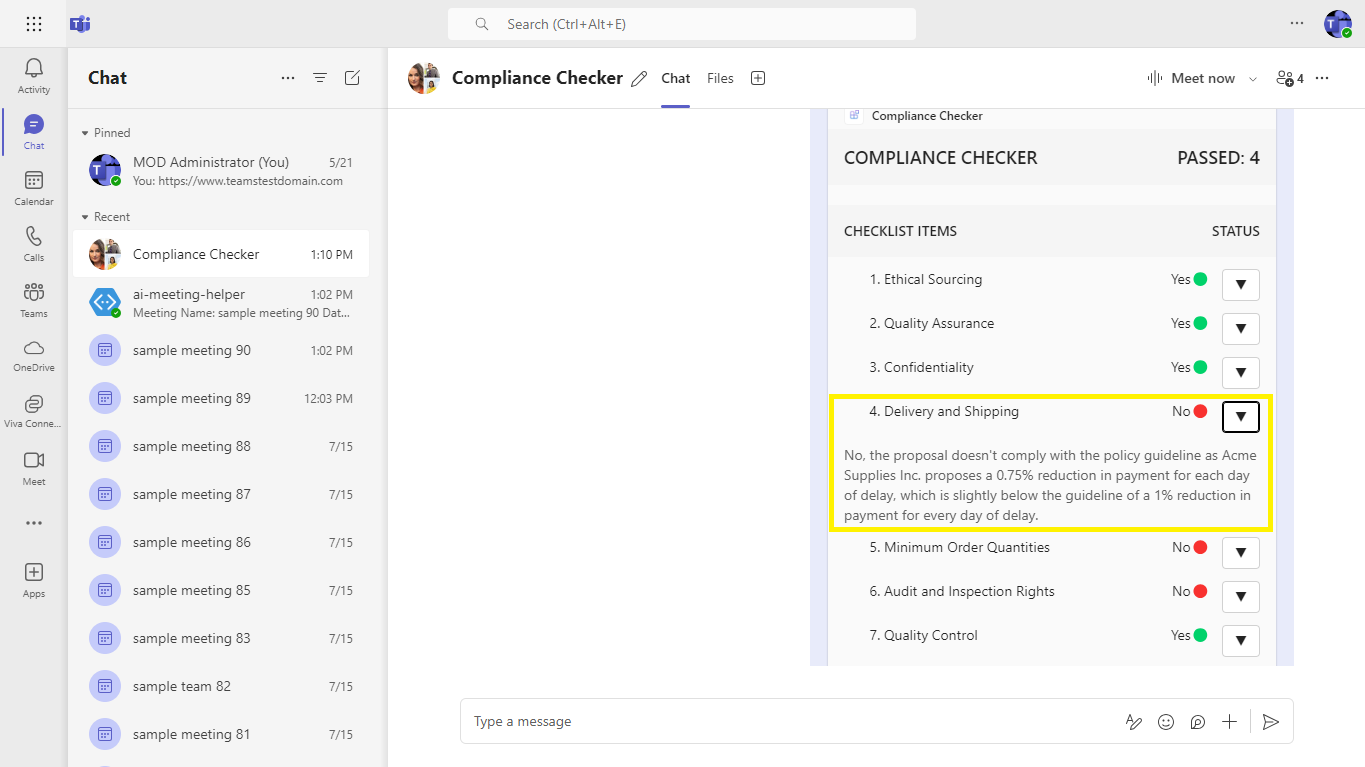 Search (Ctrl+Alt+E)
Activity
Chat
Calendar
Calls
Teams
OneDrive
Viva Conne...
Meet
Apps
Chat
Pinned
MOD Administrator (You) 5/21
You: https://www.teamstestdomain.com
Recent
Compliance Checker 1:10 PM
ai-meeting-helper 1:02 PM
Meeting Name: sample meeting 90 Dat...
sample meeting 90 1:02 PM
sample meeting 89 12:03 PM
sample meeting 88 7/15
sample meeting 87 7/15
sample meeting 86 7/15
sample meeting 85 7/15
sample meeting 83 7/15
sample team 82 7/15
sample meeting 81 7/15
Compliance Checker Chat Files Meet now 4
Compliance Checker
COMPLIANCE CHECKER PASSED: 4
CHECKLIST ITEMS STATUS
1. Ethical Sourcing Yes
2. Quality Assurance Yes
3. Confidentiality Yes
4. Delivery and Shipping No
No, the proposal doesn't comply with the policy guideline as Acme
Supplies Inc. proposes a 0.75% reduction in payment for each day
of delay, which is slightly below the guideline of a 1% reduction in
payment for every day of delay.
5. Minimum Order Quantities No
6. Audit and Inspection Rights No
7. Quality Control Yes
Type a message